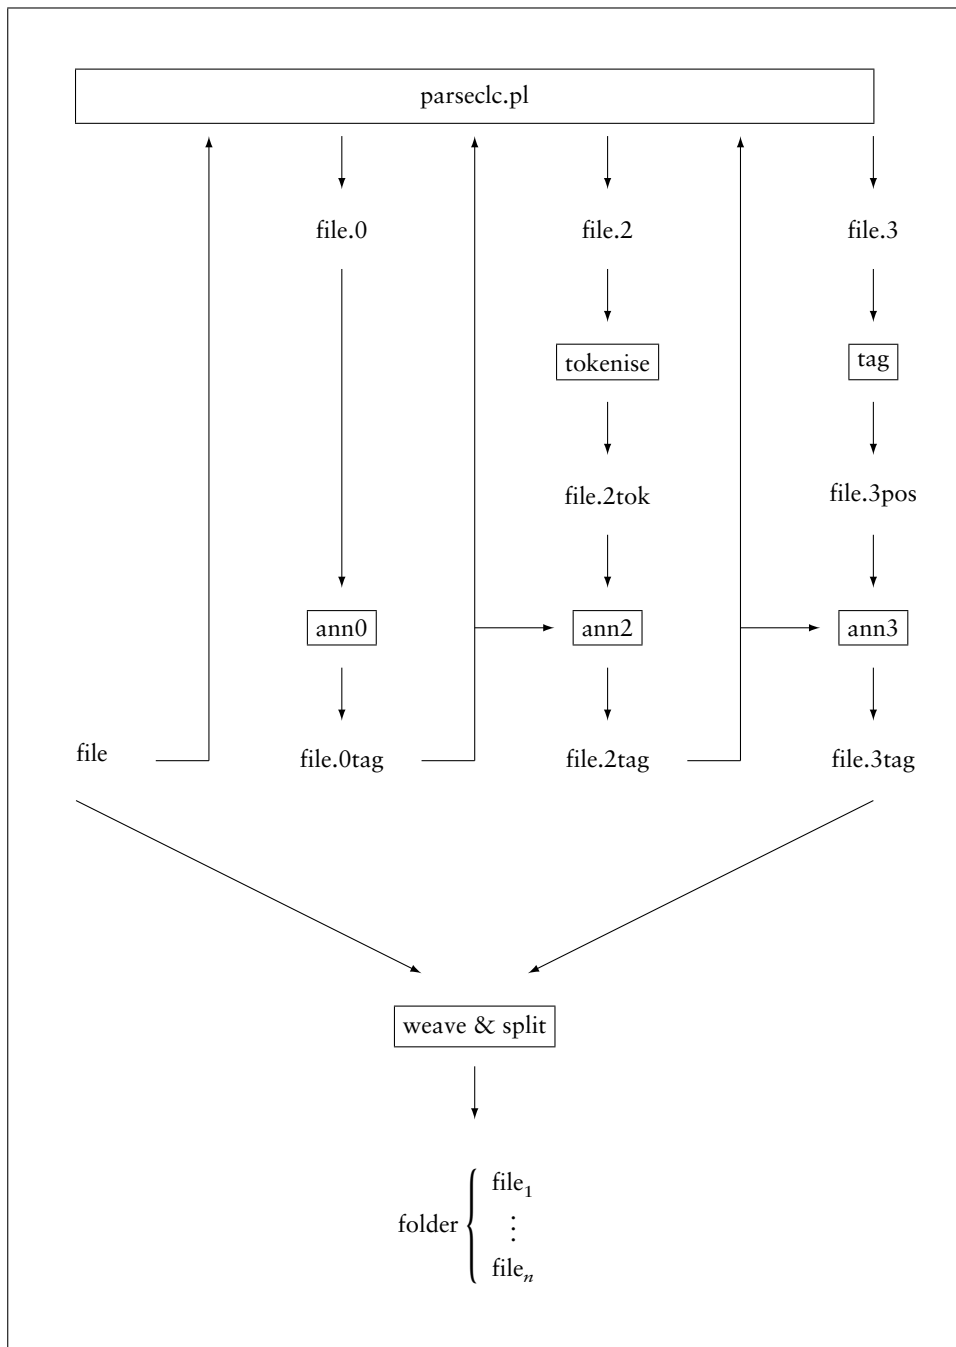 parseclc.pl
file.0 file.2 file.3
tokenise tag
file.2tok file.3pos
ann0 ann2 ann3
file file.0tag file.2tag file.3tag
weave & split
file₁
folder ⋮
fileₙ